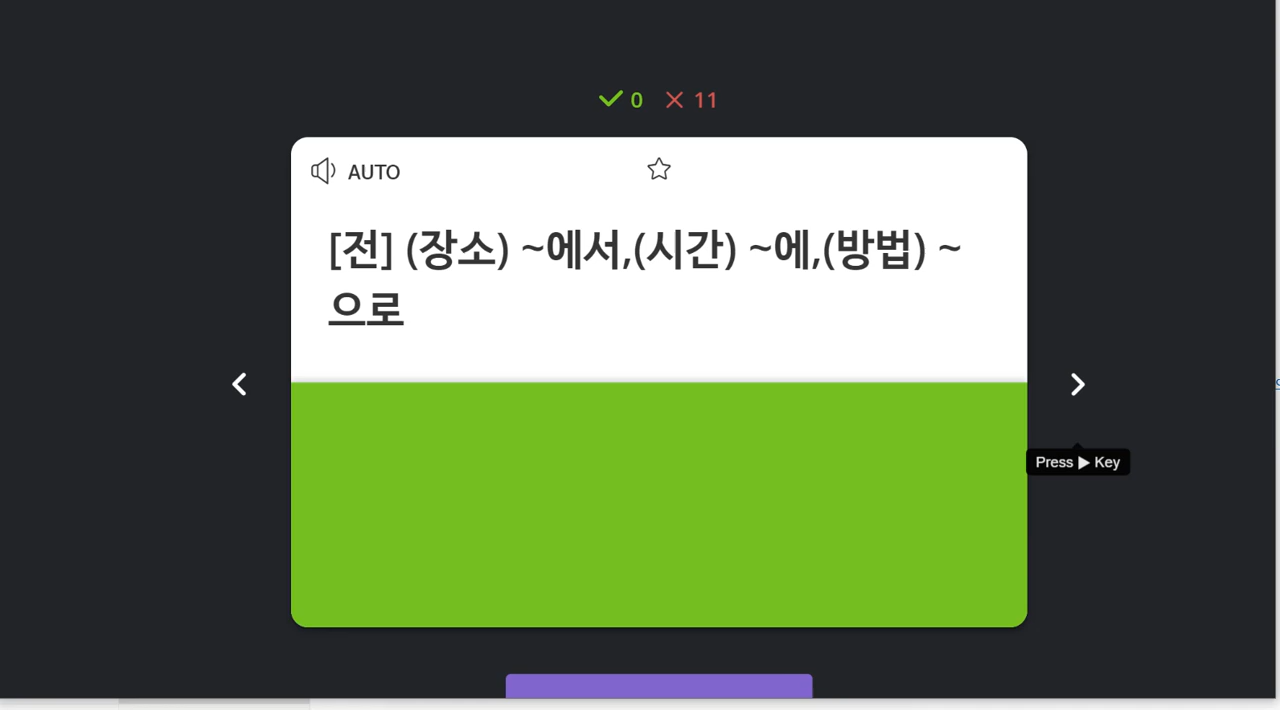 0 11
AUTO
[전] (장소) ~에서,(시간) ~에,(방법) ~
으로
Press ▶ Key